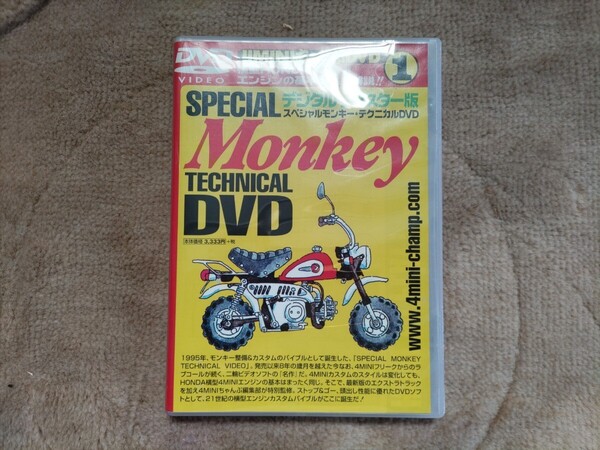 DVD
VIDEO
1
エンジンの
SPECIAL
デジタル
スター版
スペシャルモンキー・テクニカルDVD
Monkey
TECHNICAL
DVD
本体価格 3,333円+税
www.4mini-champ.com
1995年、モンキー整備&カスタムのバイブルとして誕生した、「SPECIAL MONKEY
TECHNICAL VIDEO」。発売以来8年の歳月を越えた今なお、4MINIフリークからのラ
ブコールが続く、二輪ビデオソフトの「名作」だ。4MINIカスタムのスタイルは変化しても、
HONDA横型4MINIエンジンの基本はまったく同じ。そこで、最新版のエクストラトラック
を加え4MINIちゃんぷ編集部が特別監修。ストップ&ゴー、頭出し性能に優れたDVDソフ
トとして、21世紀の横型エンジンカスタムバイブルがここに誕生だ!